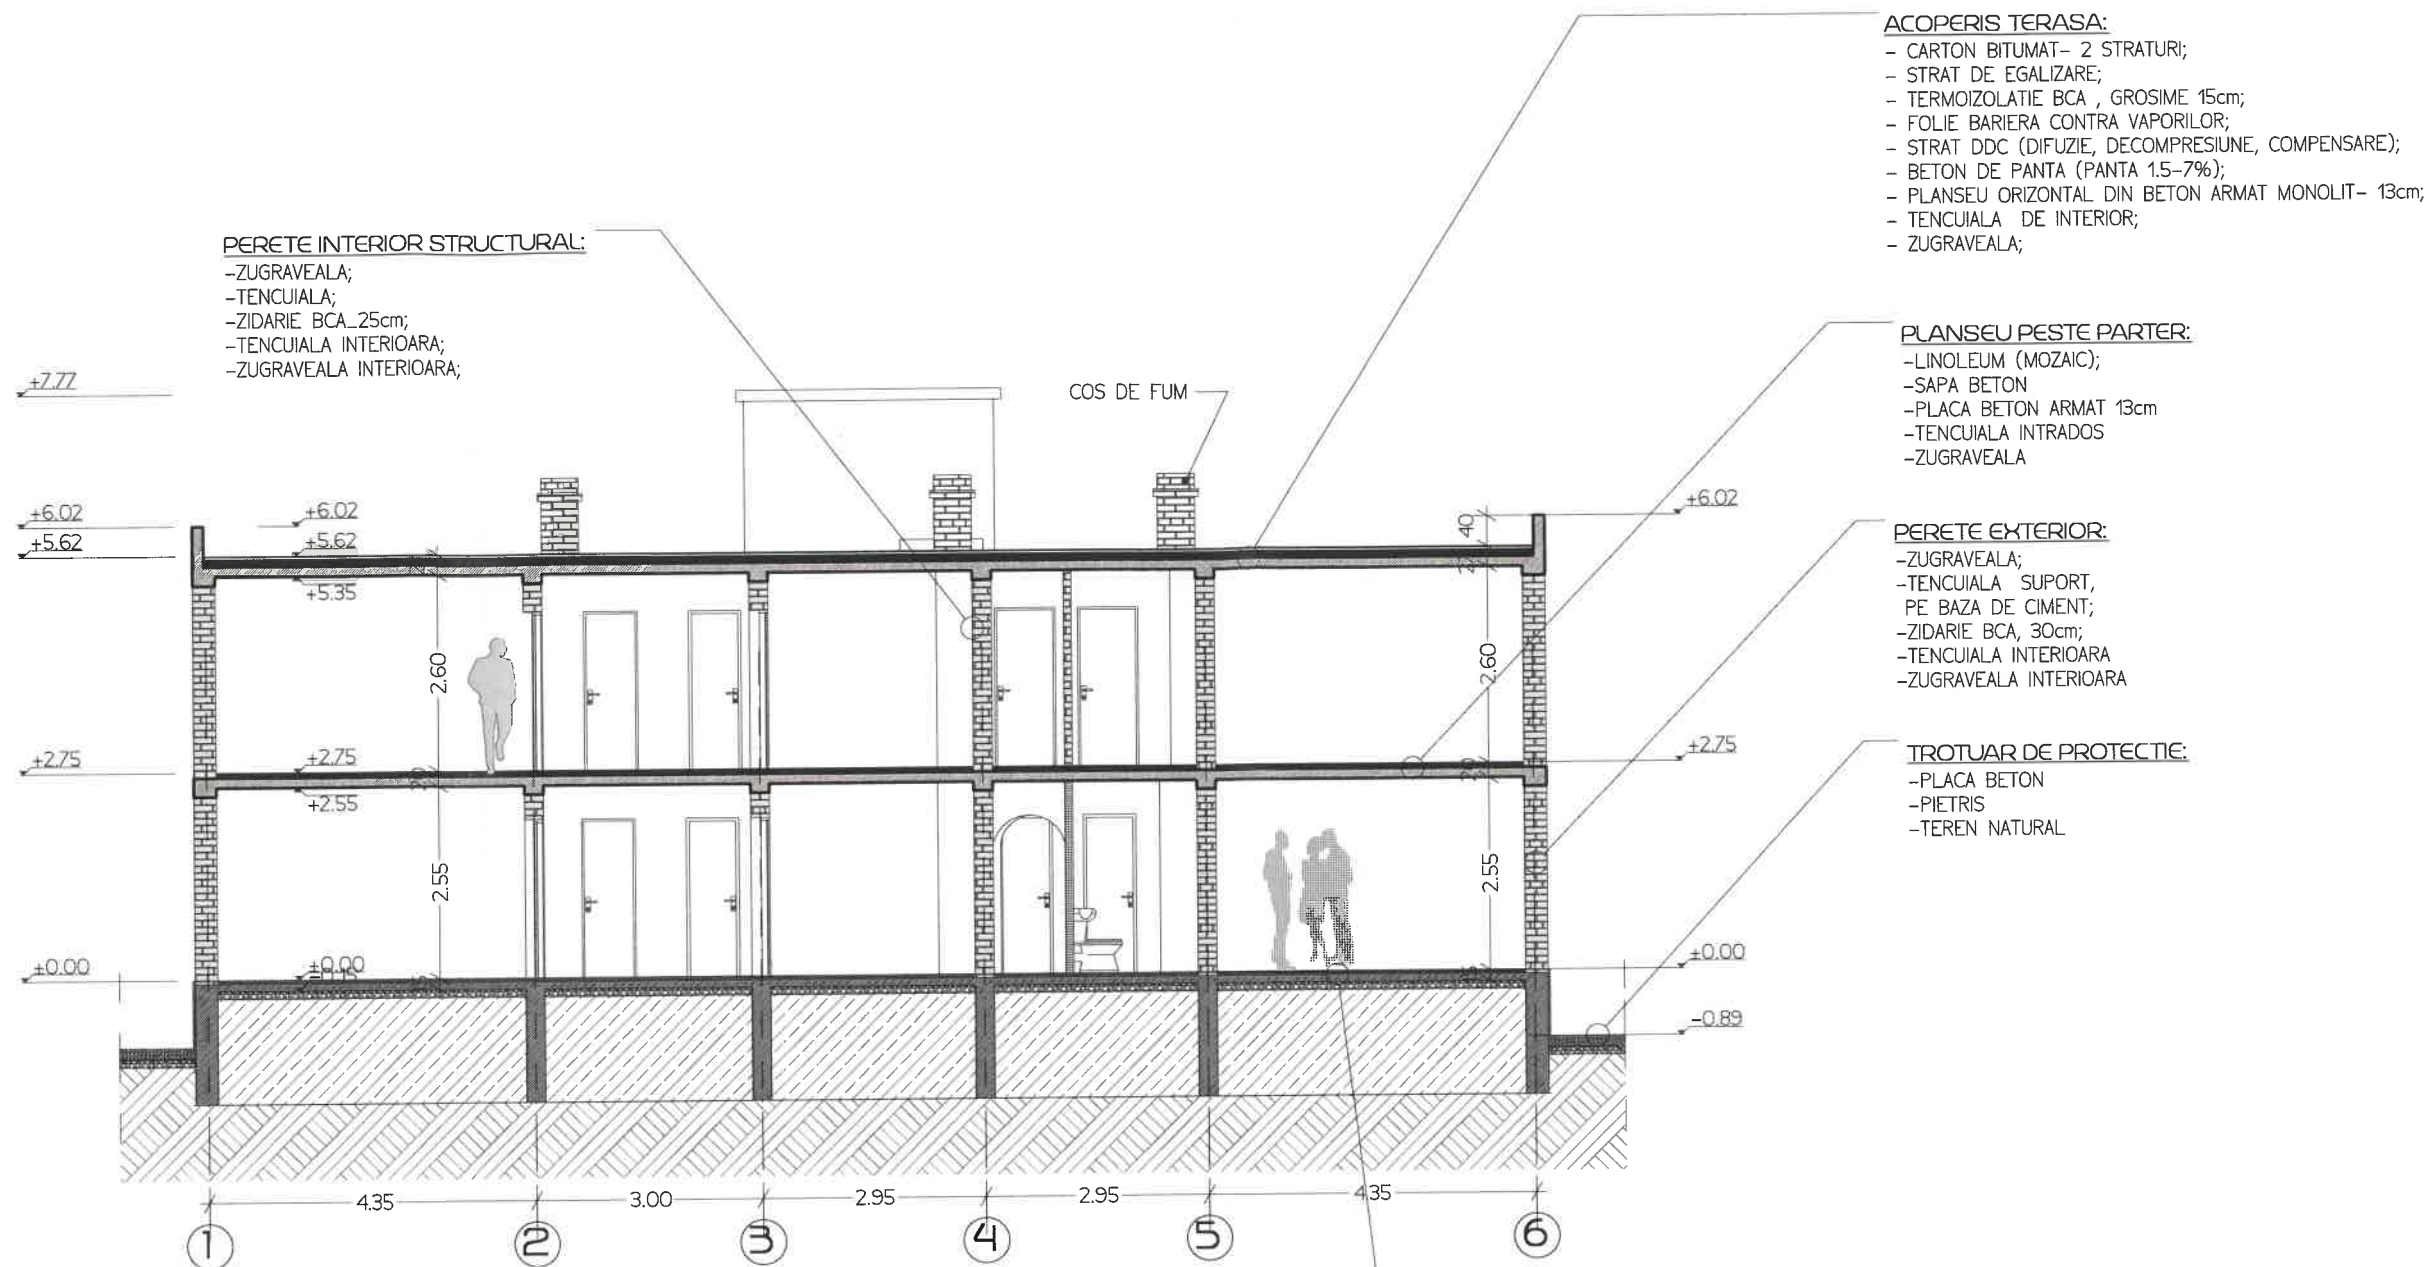 ACOPERIS TERASA:
- CARTON BITUMAT- 2 STRATURI;
- STRAT DE EGALIZARE;
- TERMOIZOLATIE BCA , GROSIME 15cm;
- FOLIE BARIERA CONTRA VAPORILOR;
- STRAT DDC (DIFUZIE, DECOMPRESIUNE, COMPENSARE);
- BETON DE PANTA (PANTA 1.5-7%);
- PLANSEU ORIZONTAL DIN BETON ARMAT MONOLIT- 13cm;
- TENCUIALA DE INTERIOR;
- ZUGRAVEALA;
PERETE INTERIOR STRUCTURAL:
-ZUGRAVEALA;
-TENCUIALA;
-ZIDARIE BCA_25cm;
-TENCUIALA INTERIOARA;
-ZUGRAVEALA INTERIOARA;
PLANSEU PESTE PARTER:
-LINOLEUM (MOZAIC);
-SAPA BETON
-PLACA BETON ARMAT 13cm
-TENCUIALA INTRADOS
-ZUGRAVEALA
PERETE EXTERIOR:
-ZUGRAVEALA;
-TENCUIALA SUPORT,
PE BAZA DE CIMENT;
-ZIDARIE BCA, 30cm;
-TENCUIALA INTERIOARA
-ZUGRAVEALA INTERIOARA
TROTUAR DE PROTECTIE:
-PLACA BETON
-PIETRIS
-TEREN NATURAL
COS DE FUM
+7.77
+6.02
+5.62
+2.75
±0.00
+6.02
+5.62
+5.35
2.60
+2.75
20
+2.55
2.55
±0.00
40
2.60
20
2.55
+6.02
+2.75
±0.00
-0.89
4.35
3.00
2.95
2.95
4.35
1
2
3
4
5
6